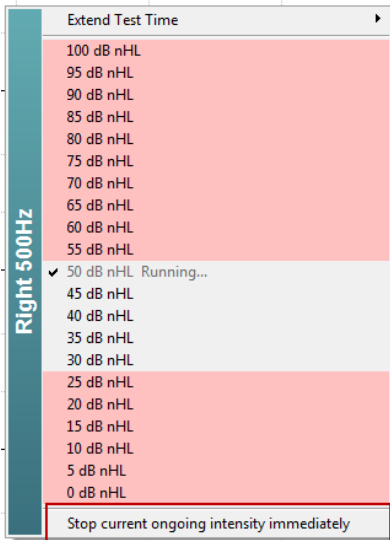 Extend Test Time
100 dB nHL
95 dB nHL
90 dB nHL
85 dB nHL
80 dB nHL
75 dB nHL
70 dB nHL
65 dB nHL
60 dB nHL
55 dB nHL
50 dB nHL Running...
45 dB nHL
40 dB nHL
35 dB nHL
30 dB nHL
25 dB nHL
20 dB nHL
15 dB nHL
10 dB nHL
5 dB nHL
0 dB nHL
Stop current ongoing intensity immediately
Right 500Hz